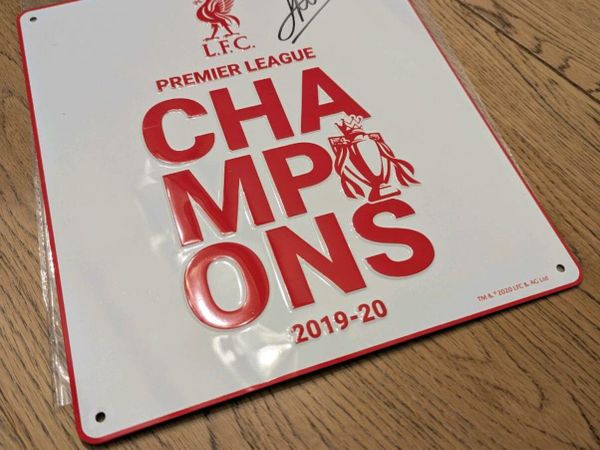 L.F.C.
PREMIER LEAGUE
CHA
MP
ONS
2019-20
TM & © 2020 LFC & AG Ltd